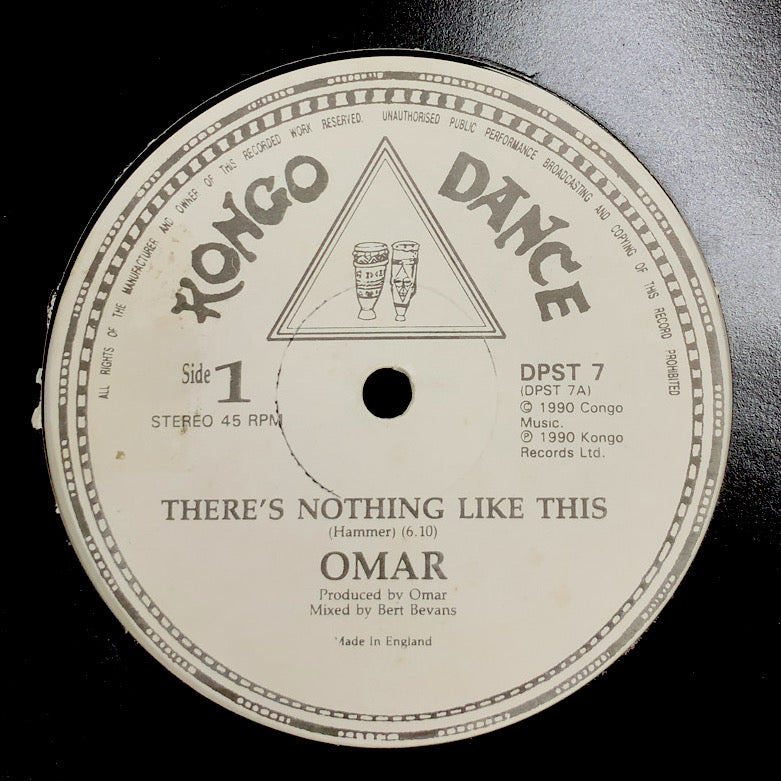 ALL RIGHTS OF THE MANUFACTURER AND OWNER OF THIS RECORDED WORK RESERVED. UNAUTHORISED PUBLIC PERFORMANCE BROADCASTING AND COPYING OF THIS RECORD PROHIBITED
KONGO DANCE
Side 1
STEREO 45 RPM
DPST 7
(DPST 7A)
© 1990 Congo
Music.
℗ 1990 Kongo
Records Ltd.
THERE'S NOTHING LIKE THIS
(Hammer) (6.10)
OMAR
Produced by Omar
Mixed by Bert Bevans
Made In England